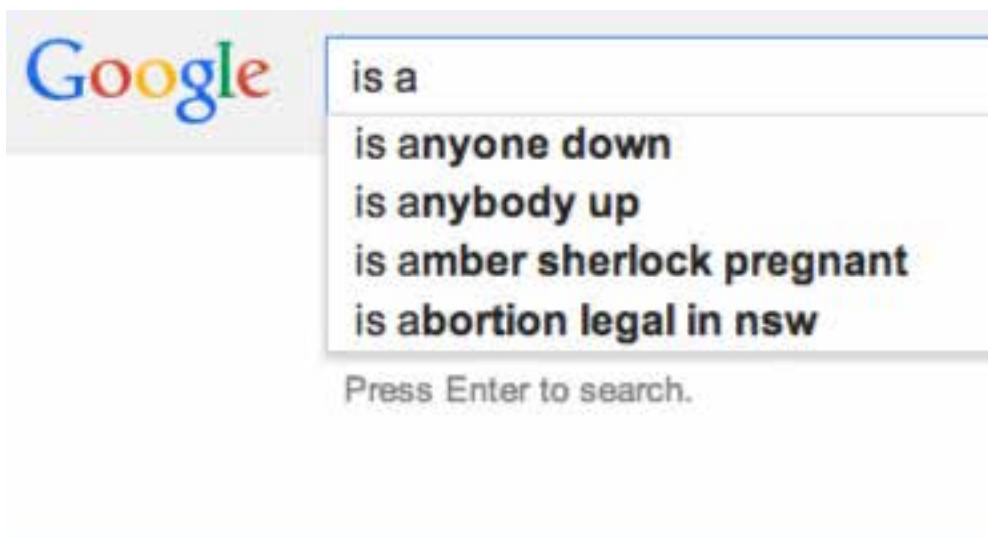 Google
is a
is anyone down
is anybody up
is amber sherlock pregnant
is abortion legal in nsw
Press Enter to search.